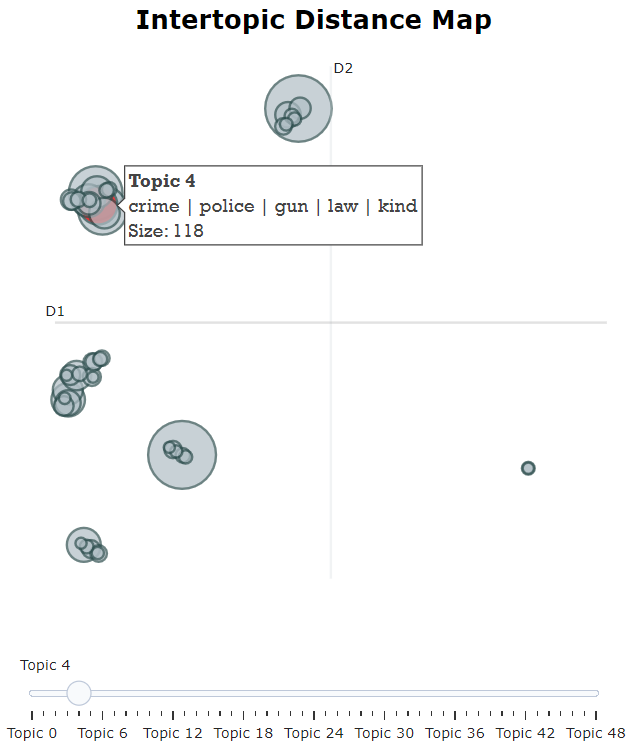 Intertopic Distance Map
D2
Topic 4
crime | police | gun | law | kind
Size: 118
D1
Topic 4
Topic 0 Topic 6 Topic 12 Topic 18 Topic 24 Topic 30 Topic 36 Topic 42 Topic 48